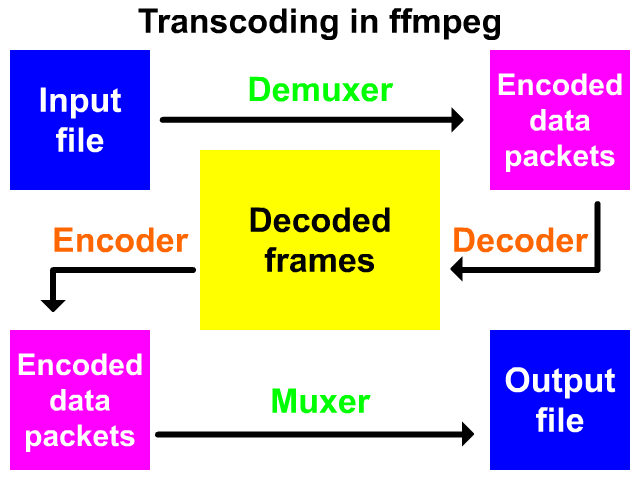 Transcoding in ffmpeg
Input
file
Demuxer
Encoded
data
packets
Decoder
Decoded
frames
Encoder
Encoded
data
packets
Muxer
Output
file